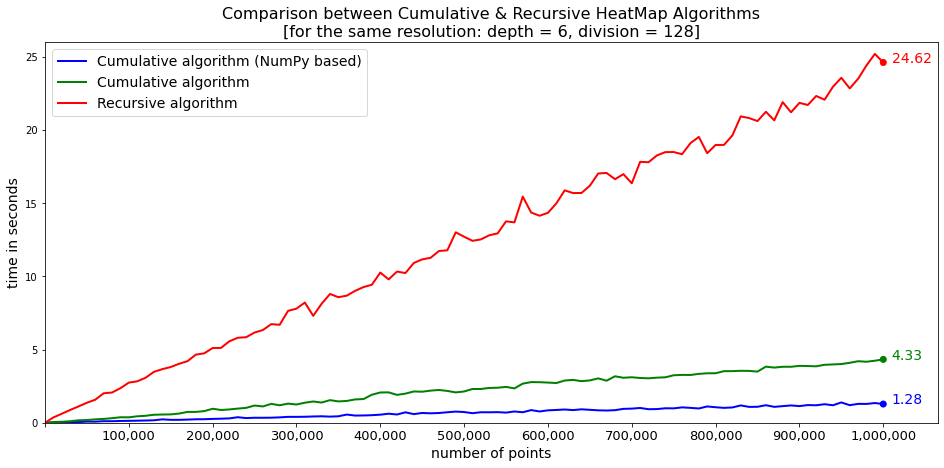 Comparison between Cumulative & Recursive HeatMap Algorithms
[for the same resolution: depth = 6, division = 128]
Cumulative algorithm (NumPy based)
Cumulative algorithm
Recursive algorithm
time in seconds
25
20
15
10
5
0
24.62
4.33
1.28
100,000 200,000 300,000 400,000 500,000 600,000 700,000 800,000 900,000 1,000,000
number of points